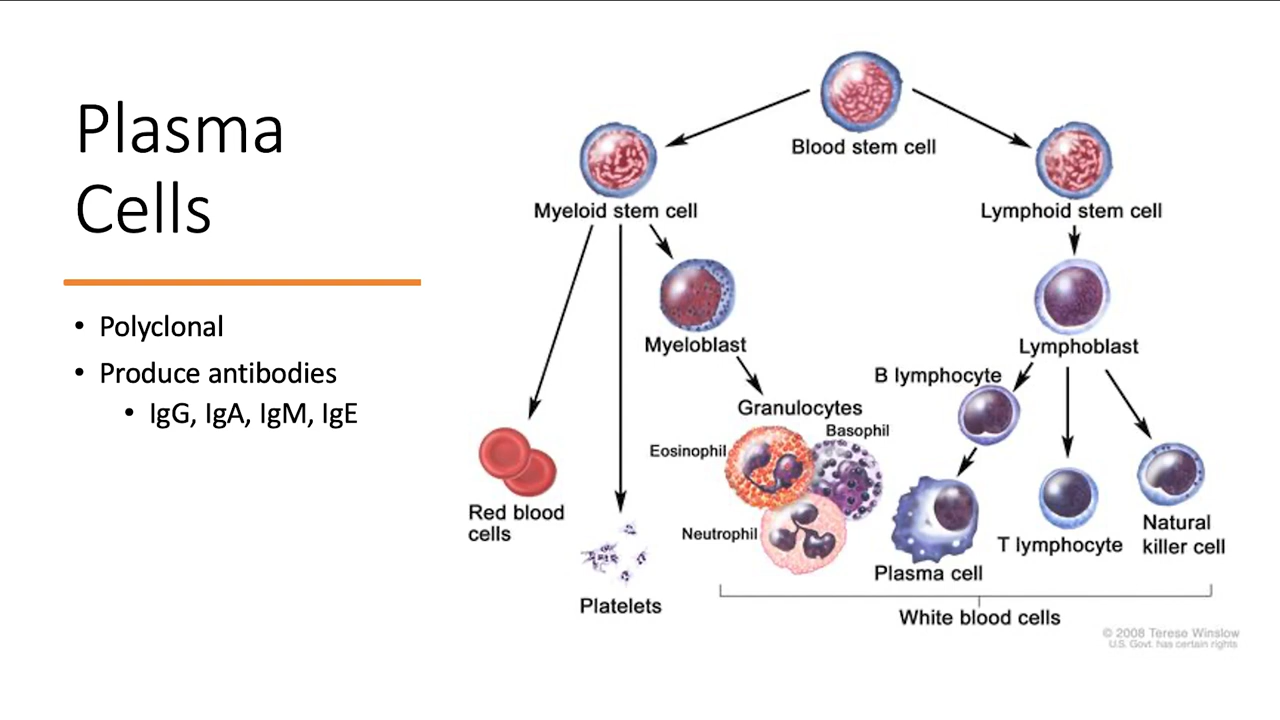 Plasma
Cells
• Polyclonal
• Produce antibodies
• IgG, IgA, IgM, IgE
Blood stem cell
Myeloid stem cell
Lymphoid stem cell
Myeloblast
Lymphoblast
B lymphocyte
Granulocytes
Basophil
Eosinophil
Neutrophil
Red blood
cells
Platelets
Plasma cell
T lymphocyte
Natural
killer cell
White blood cells
© 2008 Terese Winslow
U.S. Govt. has certain rights